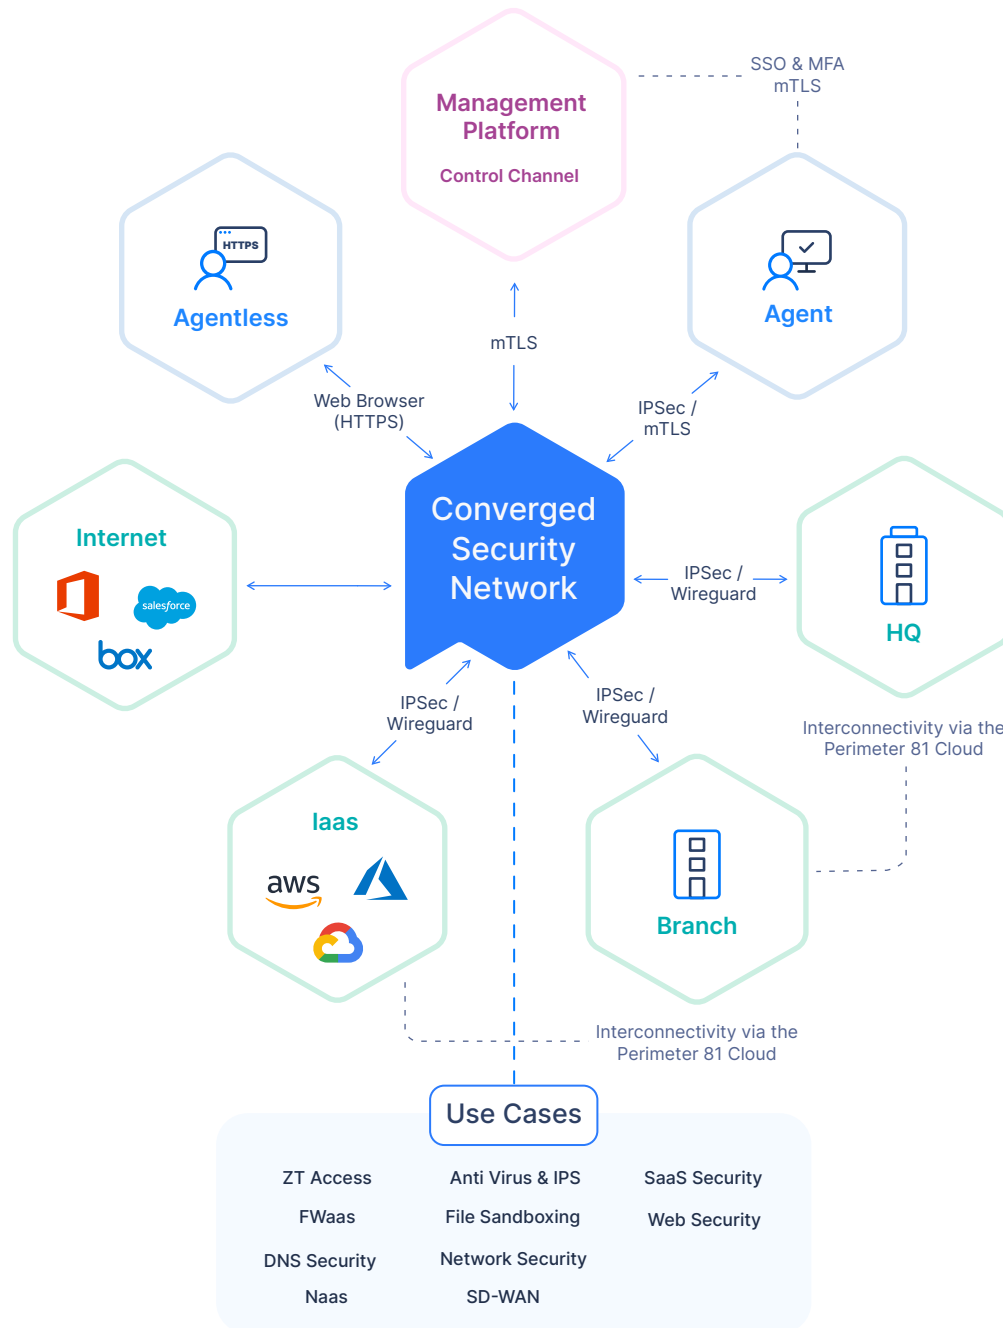 Management
Platform
Control Channel
SSO & MFA
mTLS
HTTPS
Agentless
Agent
mTLS
Web Browser
(HTTPS)
IPSec /
mTLS
Converged
Security
Network
Internet
salesforce
box
IPSec /
Wireguard
HQ
IPSec /
Wireguard
IPSec /
Wireguard
Interconnectivity via the
Perimeter 81 Cloud
Iaas
aws
Branch
Interconnectivity via the
Perimeter 81 Cloud
Use Cases
ZT Access
Anti Virus & IPS
SaaS Security
FWaas
File Sandboxing
Web Security
DNS Security
Network Security
Naas
SD-WAN